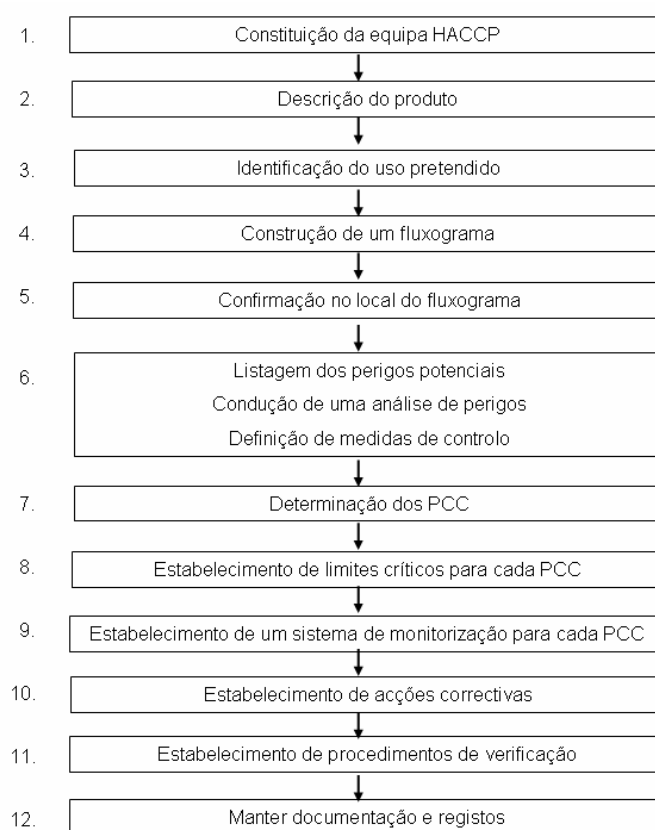 1. Constituição da equipa HACCP
2. Descrição do produto
3. Identificação do uso pretendido
4. Construção de um fluxograma
5. Confirmação no local do fluxograma
6. Listagem dos perigos potenciais
Condução de uma análise de perigos
Definição de medidas de controlo
7. Determinação dos PCC
8. Estabelecimento de limites críticos para cada PCC
9. Estabelecimento de um sistema de monitorização para cada PCC
10. Estabelecimento de acções correctivas
11. Estabelecimento de procedimentos de verificação
12. Manter documentação e registos